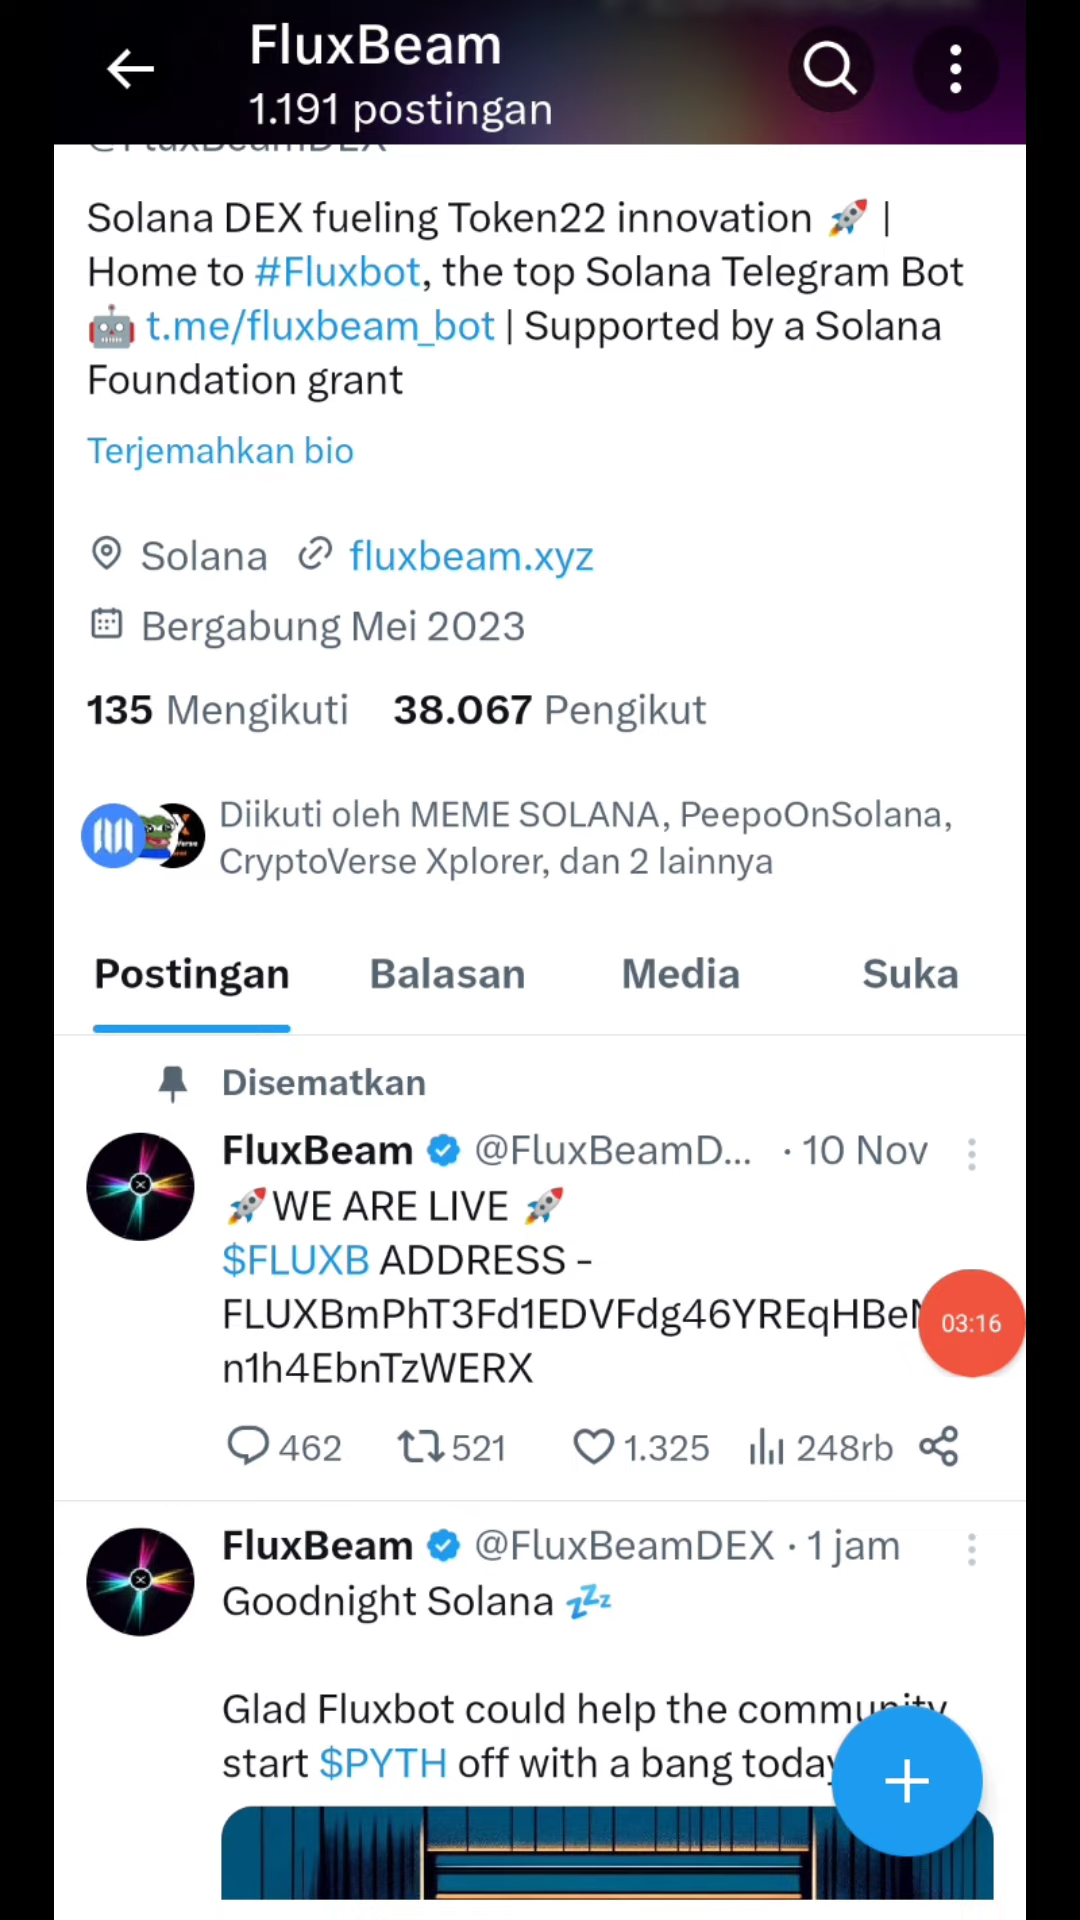 FluxBeam
1.191 postingan
@FluxBeamDEX
Solana DEX fueling Token22 innovation 🚀 |
Home to #Fluxbot, the top Solana Telegram Bot
🤖 t.me/fluxbeam_bot | Supported by a Solana
Foundation grant
Terjemahkan bio
Solana fluxbeam.xyz
Bergabung Mei 2023
135 Mengikuti 38.067 Pengikut
Diikuti oleh MEME SOLANA, PeepoOnSolana,
CryptoVerse Xplorer, dan 2 lainnya
Postingan Balasan Media Suka
Disematkan
FluxBeam @FluxBeamD... · 10 Nov
🚀WE ARE LIVE 🚀
$FLUXB ADDRESS -
FLUXBmPhT3Fd1EDVFdg46YREqHBeN
03:16
n1h4EbnTzWERX
462 521 1.325 248rb
FluxBeam @FluxBeamDEX · 1 jam
Goodnight Solana 💤
Glad Fluxbot could help the community
start $PYTH off with a bang today